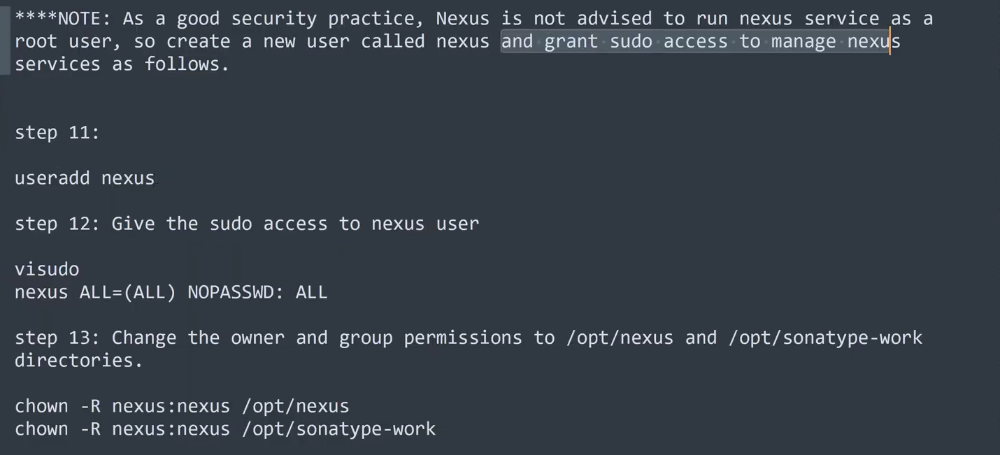 ****NOTE: As a good security practice, Nexus is not advised to run nexus service as a
root user, so create a new user called nexus and grant sudo access to manage nexus
services as follows.
step 11:
useradd nexus
step 12: Give the sudo access to nexus user
visudo
nexus ALL=(ALL) NOPASSWD: ALL
step 13: Change the owner and group permissions to /opt/nexus and /opt/sonatype-work
directories.
chown -R nexus:nexus /opt/nexus
chown -R nexus:nexus /opt/sonatype-work